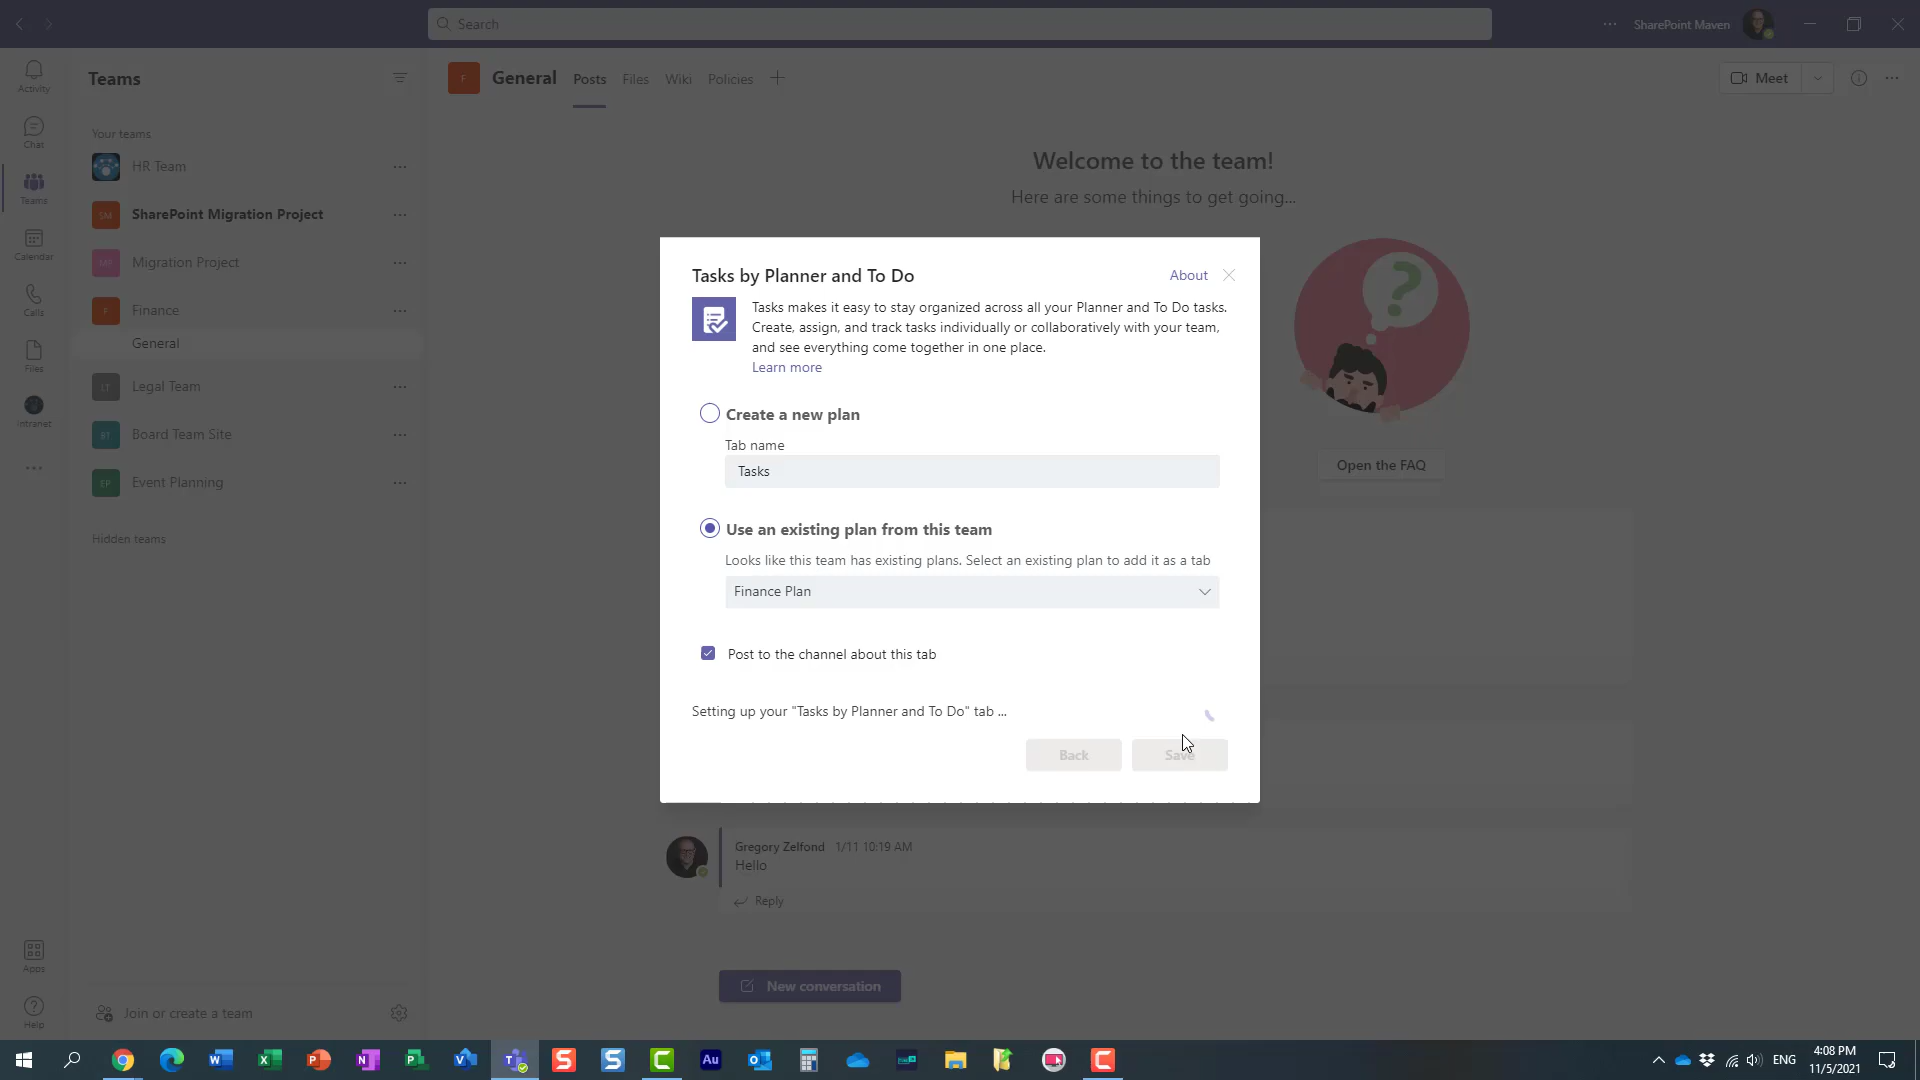 Search
SharePoint Maven
Activity
Chat
Teams
Calendar
Calls
Files
Intranet
Apps
Help
Teams
Your teams
HR Team
SM SharePoint Migration Project
MP Migration Project
F Finance
General
LT Legal Team
BT Board Team Site
EP Event Planning
Hidden teams
Join or create a team
F General Posts Files Wiki Policies
Meet
Welcome to the team!
Here are some things to get going...
Open the FAQ
Tasks by Planner and To Do
About
Tasks makes it easy to stay organized across all your Planner and To Do tasks.
Create, assign, and track tasks individually or collaboratively with your team,
and see everything come together in one place.
Learn more
Create a new plan
Tab name
Tasks
Use an existing plan from this team
Looks like this team has existing plans. Select an existing plan to add it as a tab
Finance Plan
Post to the channel about this tab
Setting up your "Tasks by Planner and To Do" tab ...
Back
Save
Gregory Zelfond 1/11 10:19 AM
Hello
Reply
New conversation
ENG
4:08 PM
11/5/2021